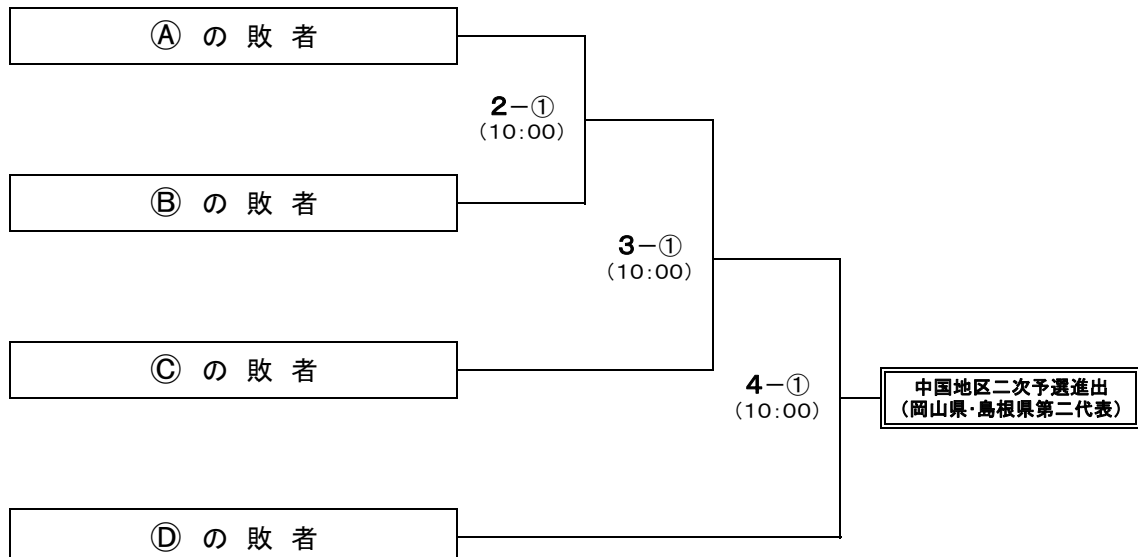 Ⓐ の 敗 者
2－①
（10:00）
Ⓑ の 敗 者
3－①
（10:00）
Ⓒ の 敗 者
4－①
（10:00）
中国地区二次予選進出
（岡山県・島根県第二代表）
Ⓓ の 敗 者